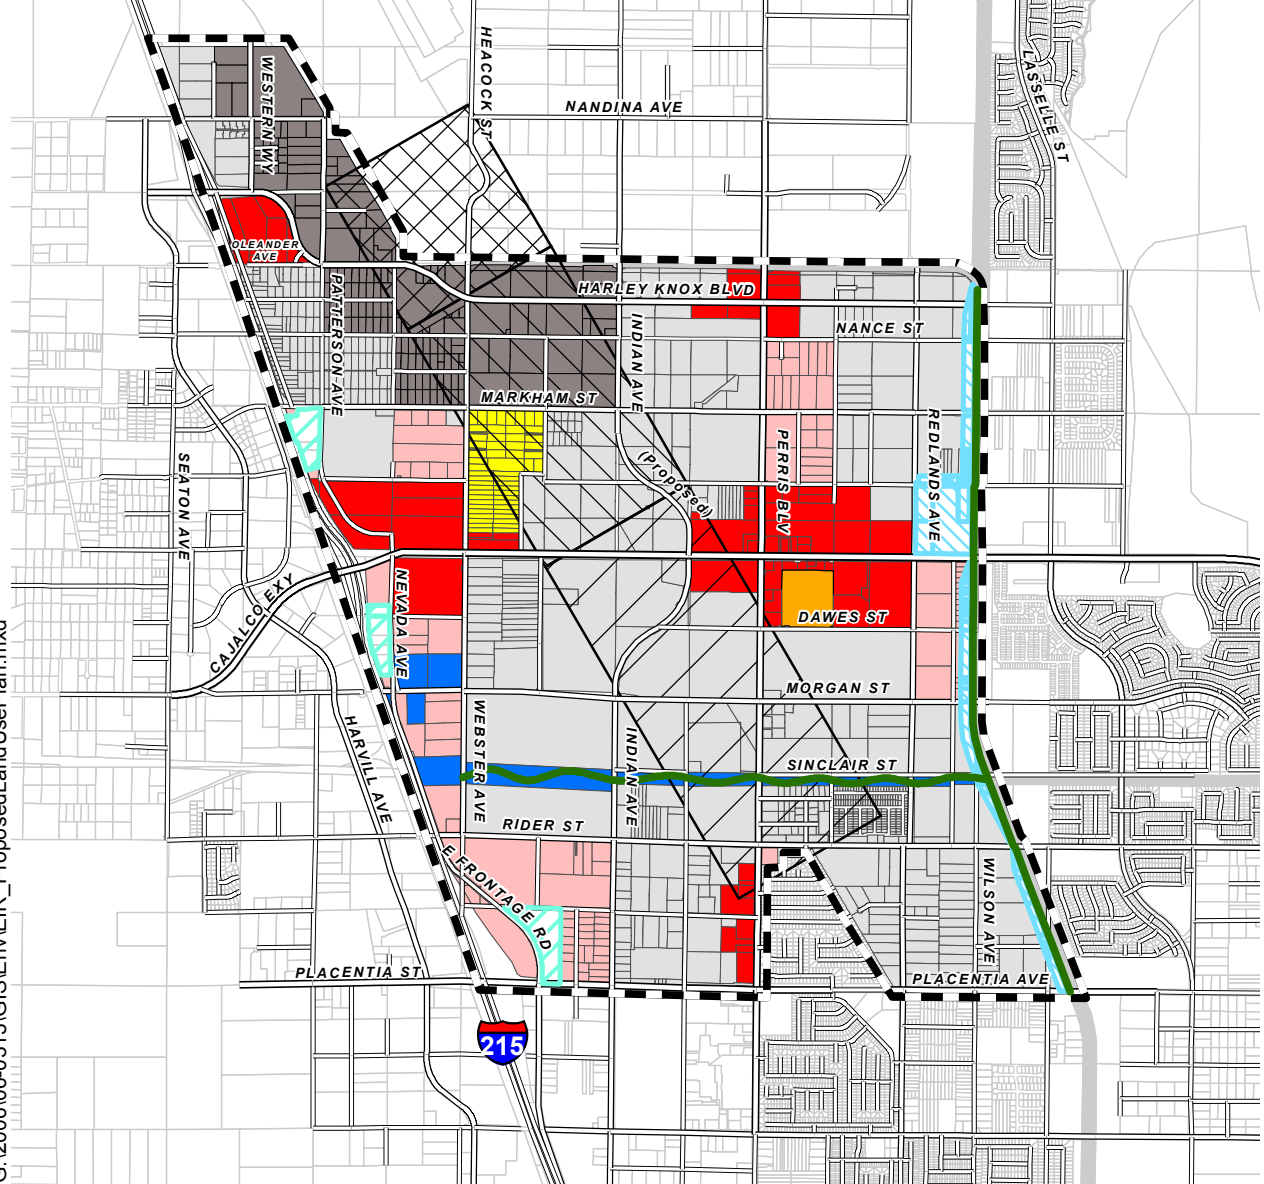 HEACOCK ST
LASSELLE ST
WESTERN WY
NANDINA AVE
OLEANDER
AVE
PATTERSON AVE
HARLEY KNOX BLVD
INDIAN AVE
NANCE ST
MARKHAM ST
REDLANDS AVE
PERRIS BLV
(Proposed)
SEATON AVE
CAJALCO EXY
NEVADA AVE
DAWES ST
MORGAN ST
HARVILL AVE
WEBSTER AVE
INDIAN AVE
SINCLAIR ST
RIDER ST
E FRONTAGE RD
WILSON AVE
PLACENTIA ST
PLACENTIA AVE
215